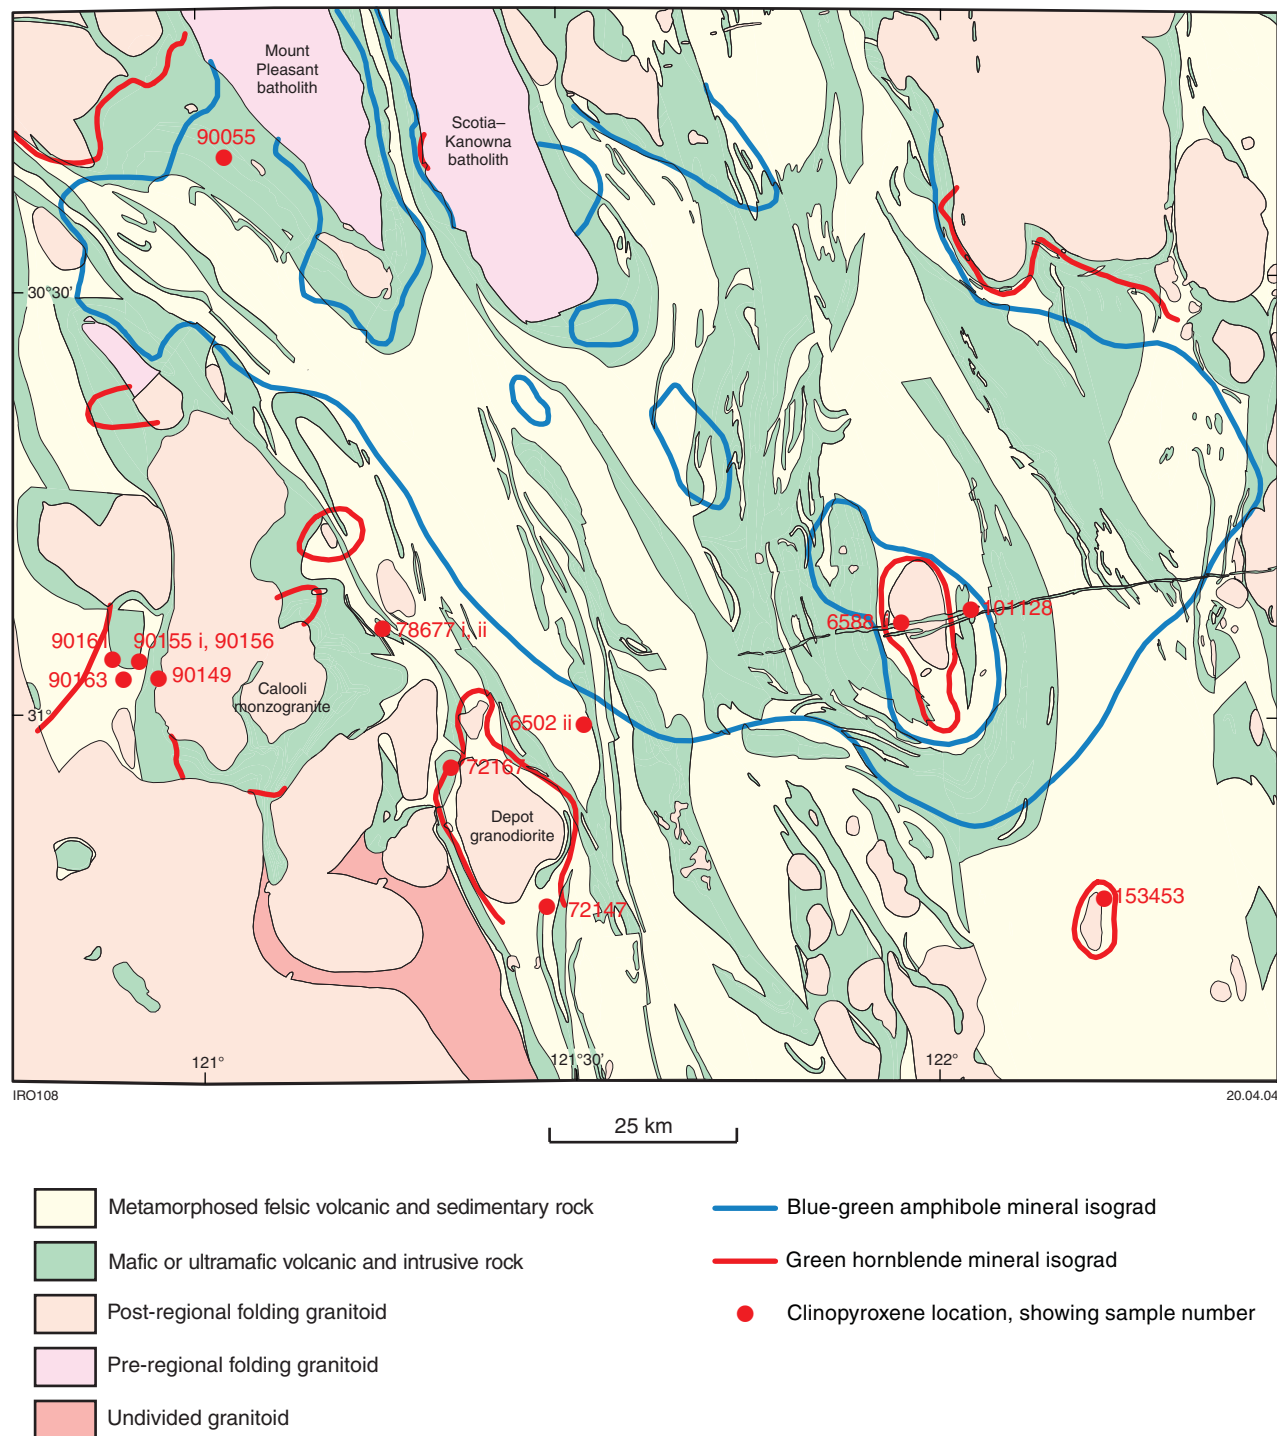 Mount
Pleasant
batholith
Scotia–
Kanowna
batholith
90055
30°30'
101128
6588
78677 i, ii
90161
90155 i, 90156
90163
90149
Calooli
monzogranite
31°
6502 ii
72167
Depot
granodiorite
72147
153453
121°
121°30'
122°
IRO108
20.04.04
25 km
Metamorphosed felsic volcanic and sedimentary rock
Mafic or ultramafic volcanic and intrusive rock
Post-regional folding granitoid
Pre-regional folding granitoid
Undivided granitoid
Blue-green amphibole mineral isograd
Green hornblende mineral isograd
Clinopyroxene location, showing sample number